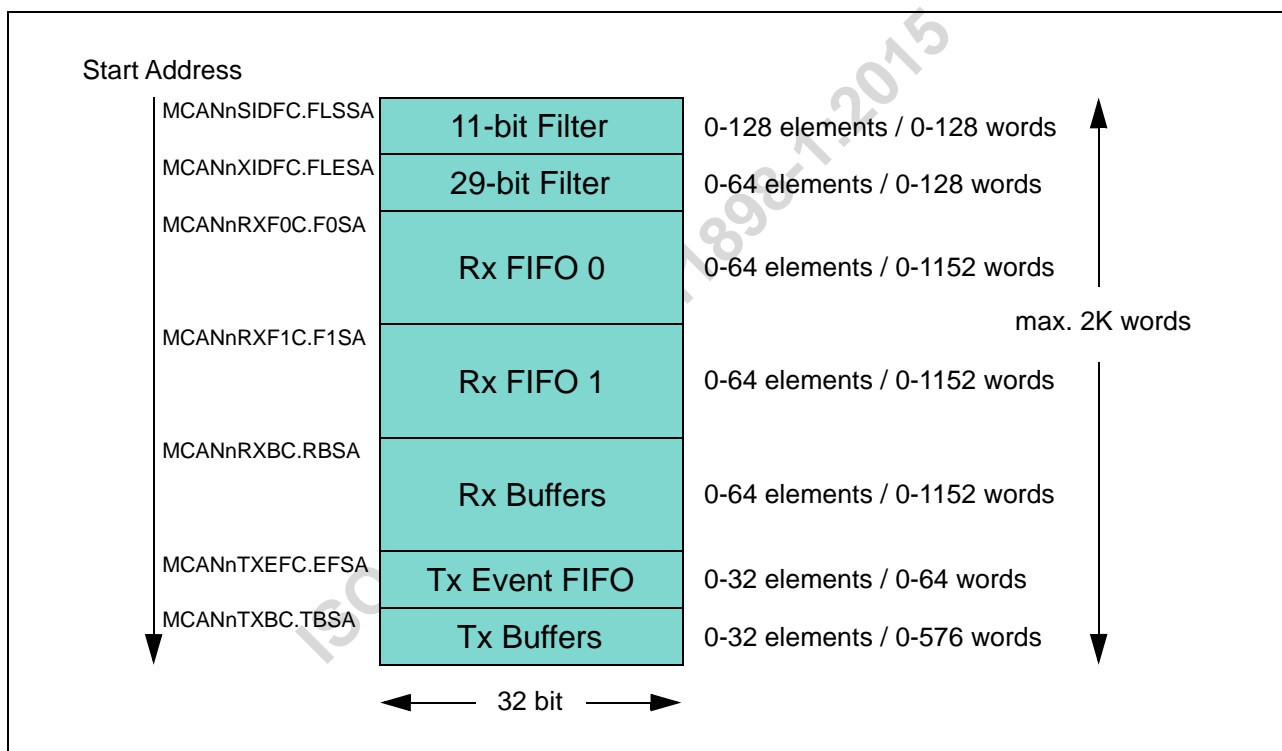 Start Address
MCANnSIDFC.FLSSA 11-bit Filter 0-128 elements / 0-128 words
MCANnXIDFC.FLESA 29-bit Filter 0-64 elements / 0-128 words
MCANnRXF0C.F0SA
Rx FIFO 0 0-64 elements / 0-1152 words
max. 2K words
MCANnRXF1C.F1SA
Rx FIFO 1 0-64 elements / 0-1152 words
MCANnRXBC.RBSA
Rx Buffers 0-64 elements / 0-1152 words
MCANnTXEFC.EFSA Tx Event FIFO 0-32 elements / 0-64 words
MCANnTXBC.TBSA Tx Buffers 0-32 elements / 0-576 words
32 bit
ISO 11898-1:2015